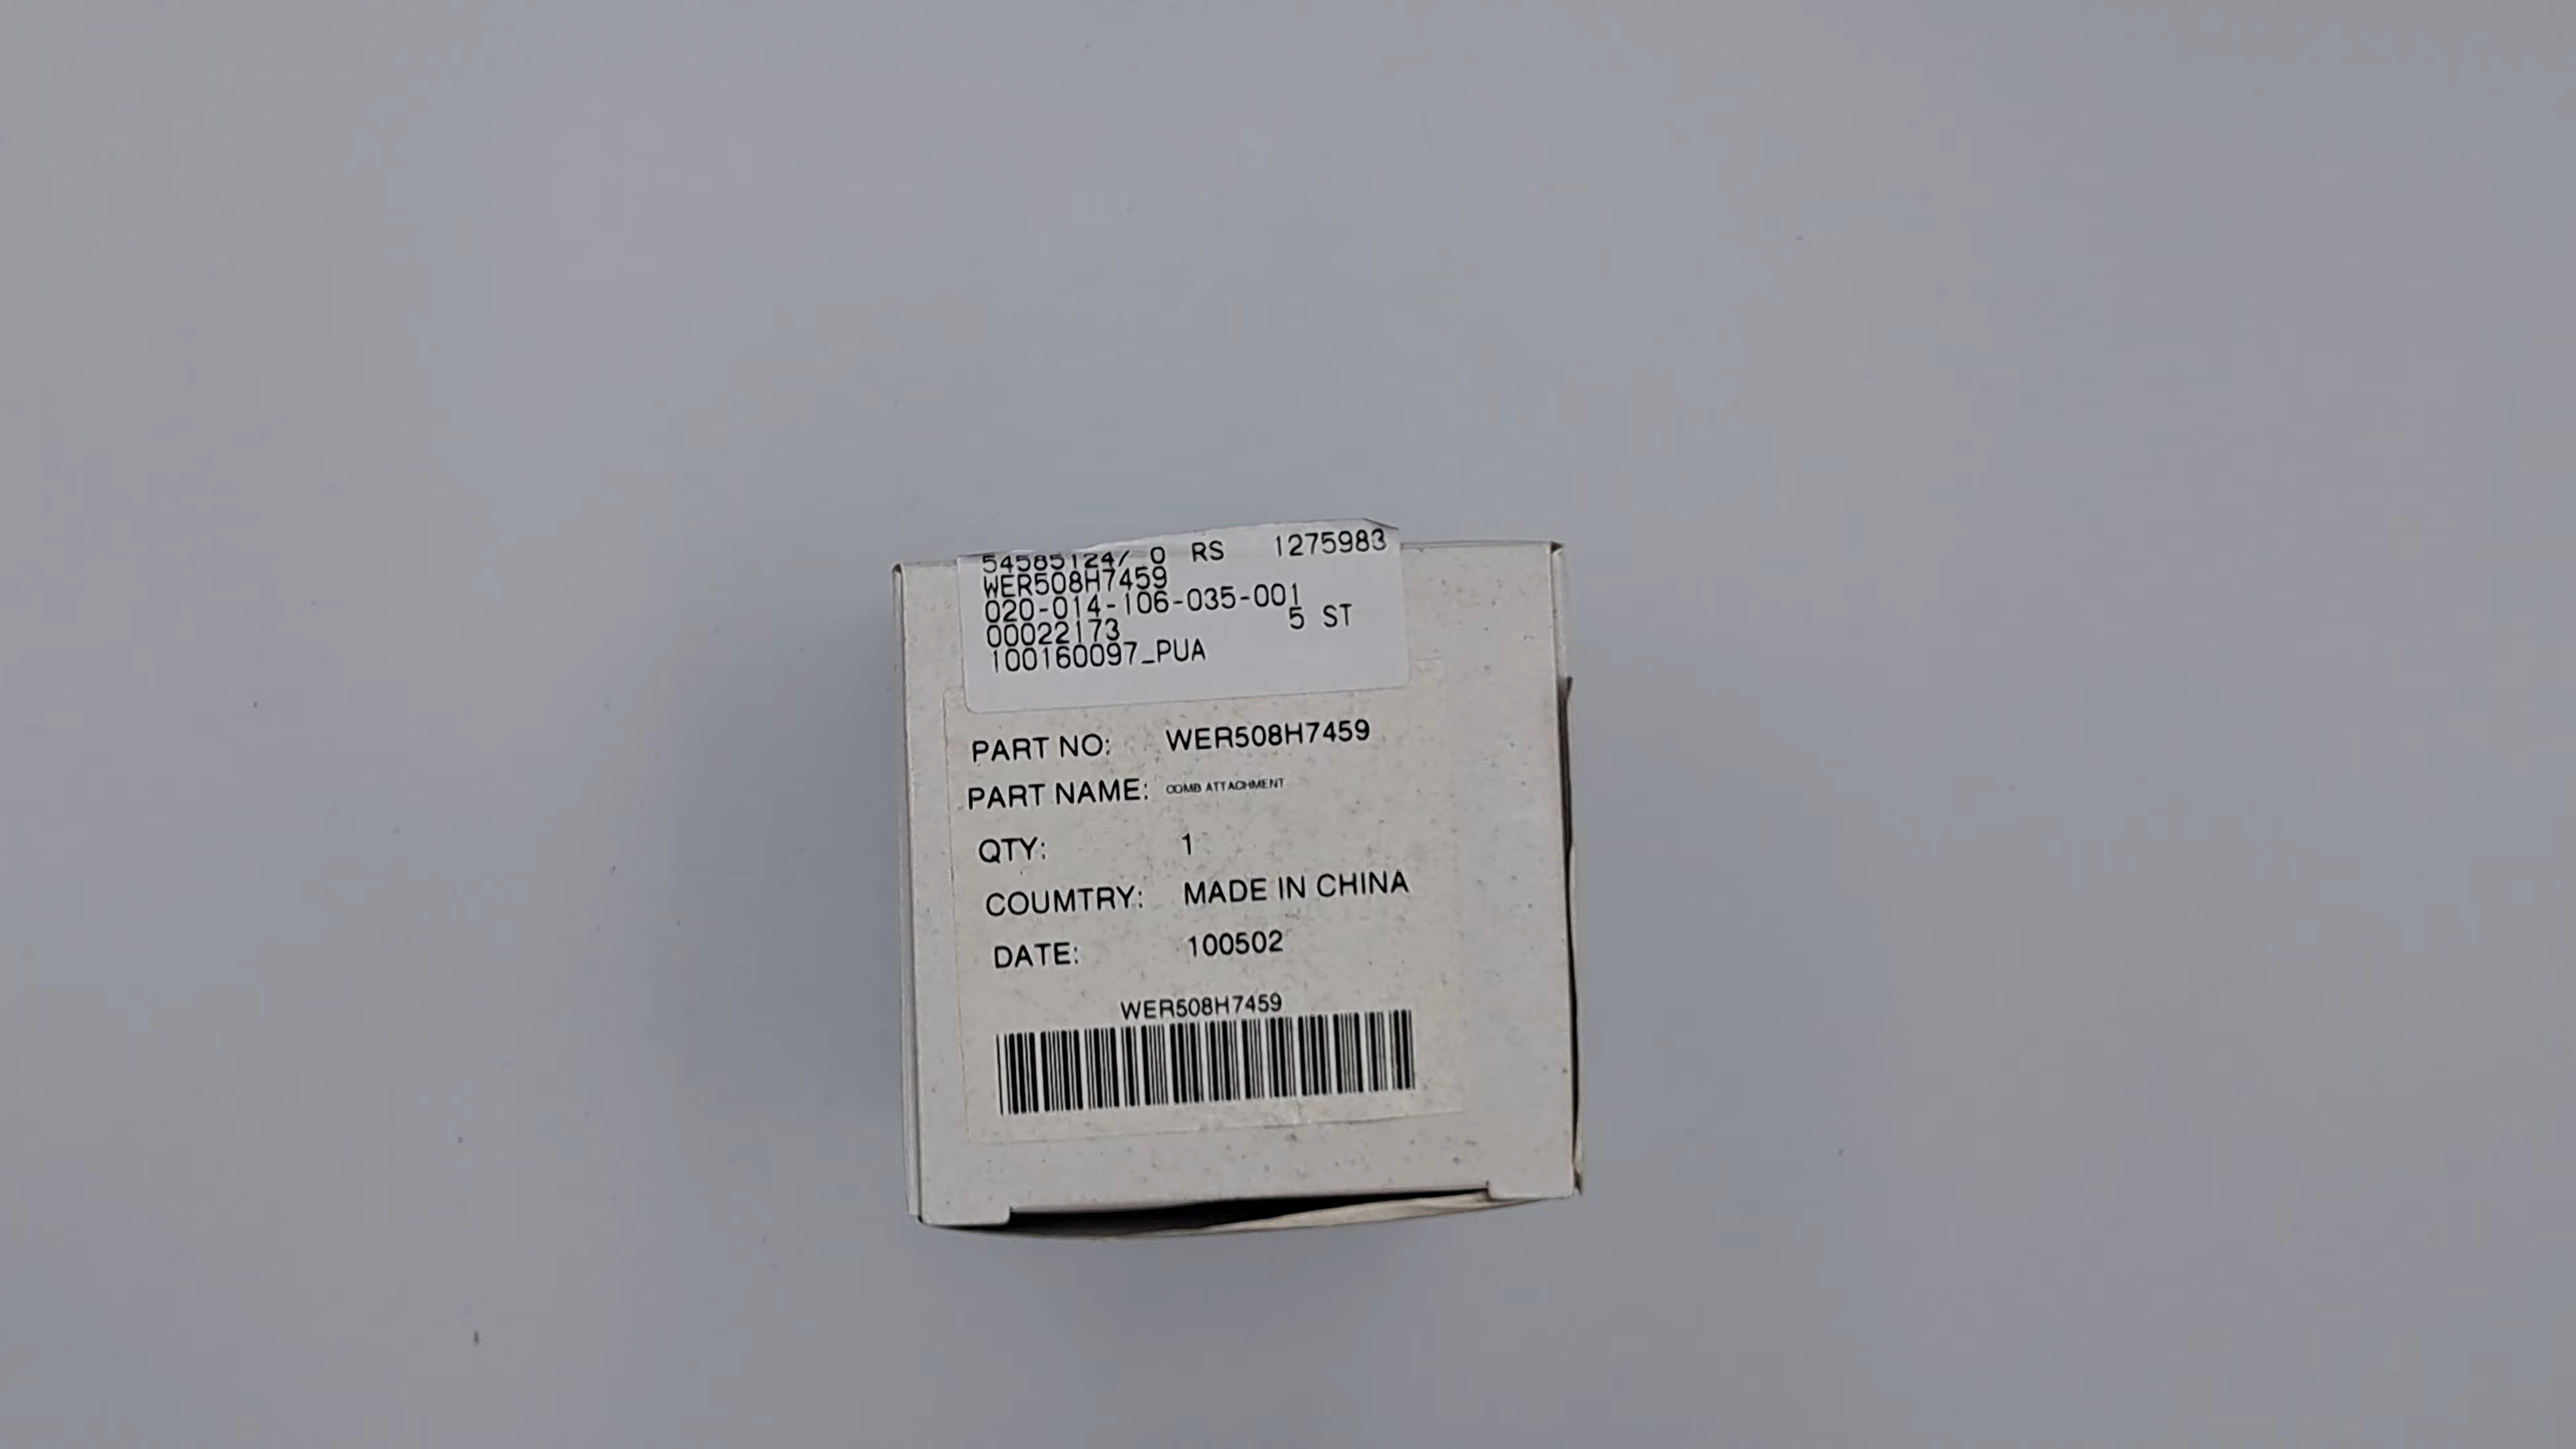 54585124/ 0 RS 1275983
WER508H7459
020-014-106-035-001
00022173 5 ST
100160097_PUA
PART NO: WER508H7459
PART NAME: COMB ATTACHMENT
QTY: 1
COUMTRY: MADE IN CHINA
DATE: 100502
WER508H7459